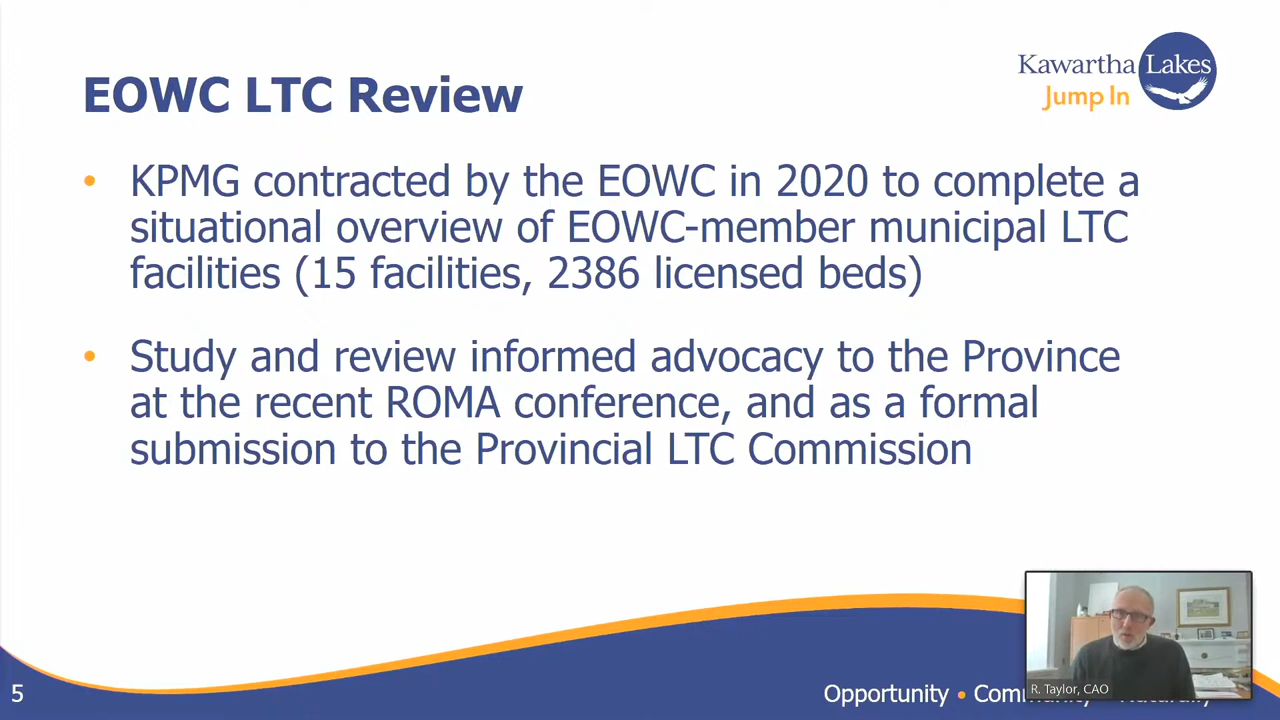 Kawartha Lakes
Jump In
EOWC LTC Review
• KPMG contracted by the EOWC in 2020 to complete a
situational overview of EOWC-member municipal LTC
facilities (15 facilities, 2386 licensed beds)
• Study and review informed advocacy to the Province
at the recent ROMA conference, and as a formal
submission to the Provincial LTC Commission
R. Taylor, CAO
5
Opportunity •